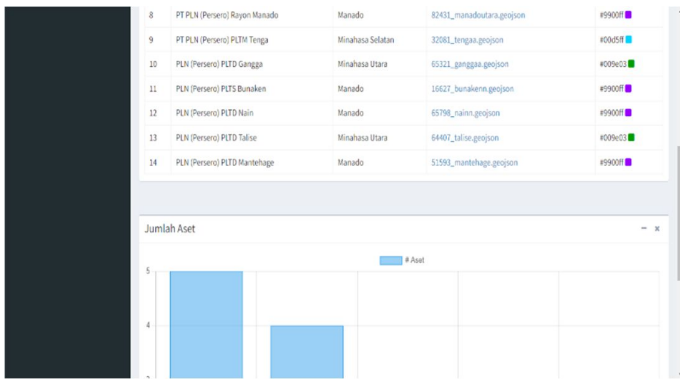 8 PT PLN (Persero) Rayon Manado Manado 82431_manadoutara.geojson #9900ff
9 PT PLN (Persero) PLTM Tenga Minahasa Selatan 32081_tengaa.geojson #00d5ff
10 PLN (Persero) PLTD Gangga Minahasa Utara 65321_ganggaa.geojson #009e03
11 PLN (Persero) PLTS Bunaken Manado 16627_bunakenn.geojson #9900ff
12 PLN (Persero) PLTD Nain Manado 65798_nainn.geojson #9900ff
13 PLN (Persero) PLTD Talise Minahasa Utara 64407_talise.geojson #009e03
14 PLN (Persero) PLTD Mantehage Manado 51593_mantehage.geojson #9900ff
Jumlah Aset
# Aset
5
4